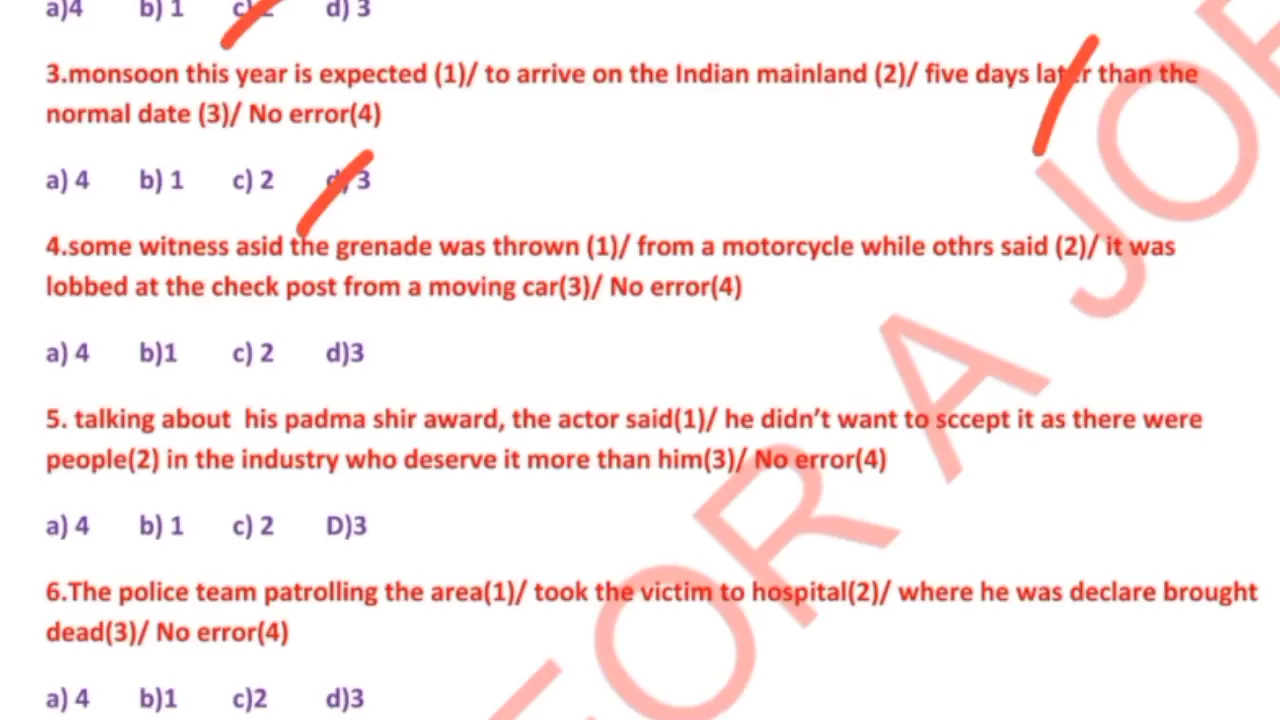 a)4 b) 1 c) 2 d) 3
3.monsoon this year is expected (1)/ to arrive on the Indian mainland (2)/ five days later than the
normal date (3)/ No error(4)
a) 4 b) 1 c) 2 d) 3
4.some witness asid the grenade was thrown (1)/ from a motorcycle while othrs said (2)/ it was
lobbed at the check post from a moving car(3)/ No error(4)
a) 4 b)1 c) 2 d)3
5. talking about his padma shir award, the actor said(1)/ he didn't want to sccept it as there were
people(2) in the industry who deserve it more than him(3)/ No error(4)
a) 4 b) 1 c) 2 D)3
6.The police team patrolling the area(1)/ took the victim to hospital(2)/ where he was declare brought
dead(3)/ No error(4)
a) 4 b)1 c)2 d)3
FOR A JO